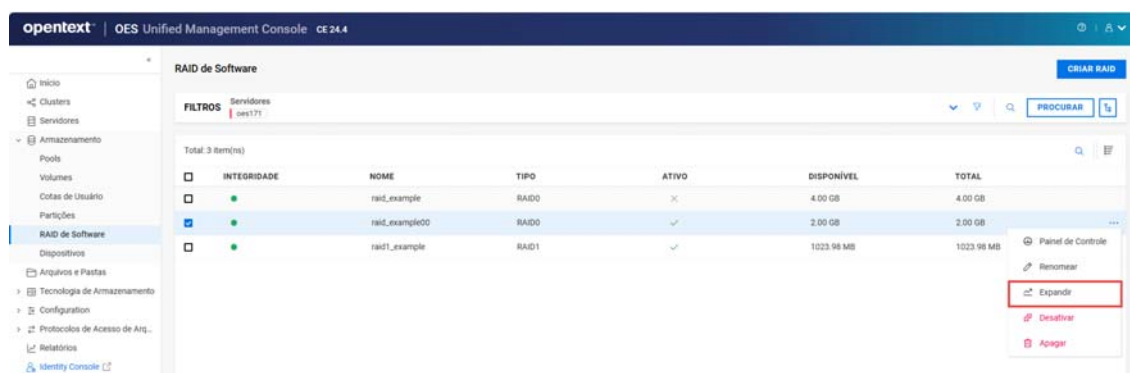 opentext™ | OES Unified Management Console CE 24.4
Início
Clusters
Servidores
Armazenamento
Pools
Volumes
Cotas de Usuário
Partições
RAID de Software
Dispositivos
Arquivos e Pastas
Tecnologia de Armazenamento
Configuration
Protocolos de Acesso de Arq...
Relatórios
Identity Console
RAID de Software
CRIAR RAID
FILTROS
Servidores
oes171
PROCURAR
Total: 3 item(ns)
INTEGRIDADE NOME TIPO ATIVO DISPONÍVEL TOTAL
raid_example RAID0 4.00 GB 4.00 GB
raid_example00 RAID0 2.00 GB 2.00 GB ...
raid1_example RAID1 1023.98 MB 1023.98 MB
Painel de Controle
Renomear
Expandir
Desativar
Apagar